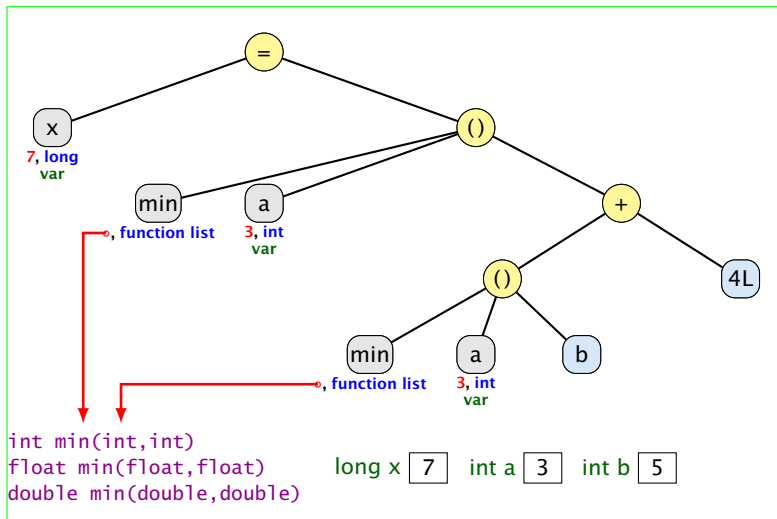 =
x
()
7, long
var
min
a
+
, function list
3, int
var
()
4L
min
a
b
, function list
3, int
var
int min(int,int)
float min(float,float)
double min(double,double)
long x 7 int a 3 int b 5